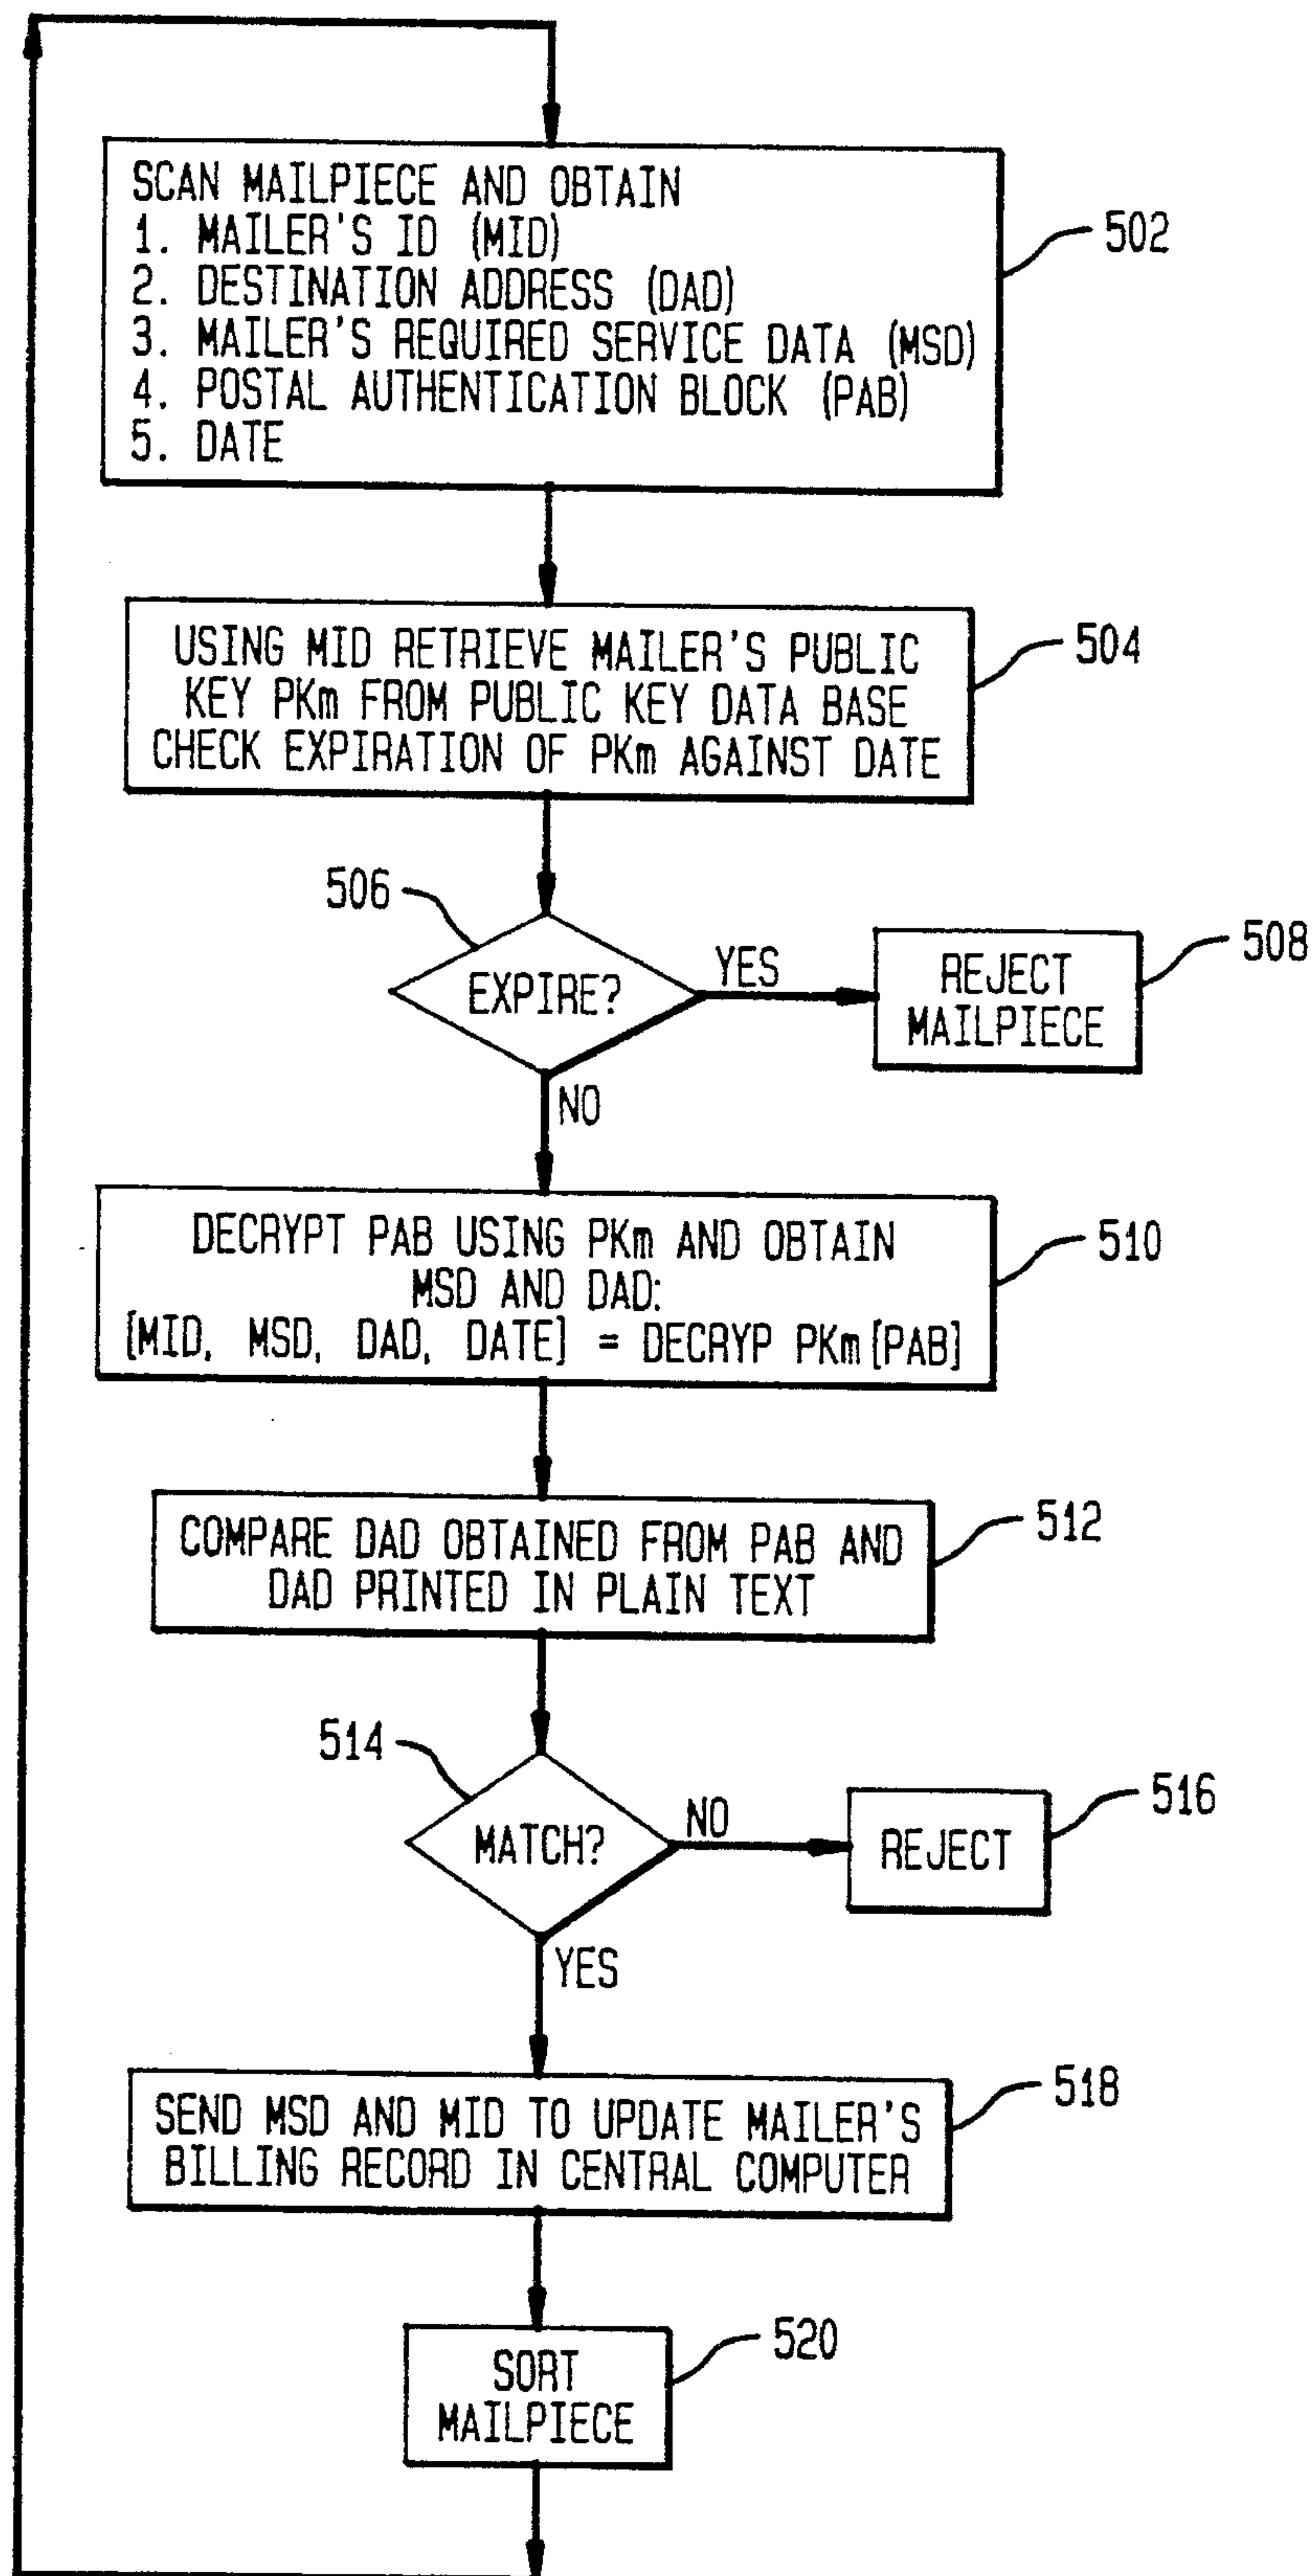 SCAN MAILPIECE AND OBTAIN
1. MAILER'S ID (MID)
2. DESTINATION ADDRESS (DAD)
3. MAILER'S REQUIRED SERVICE DATA (MSD)
4. POSTAL AUTHENTICATION BLOCK (PAB)
5. DATE
502
USING MID RETRIEVE MAILER'S PUBLIC
KEY PKm FROM PUBLIC KEY DATA BASE
CHECK EXPIRATION OF PKm AGAINST DATE
504
506
EXPIRE?
YES
REJECT
MAILPIECE
508
NO
DECRYPT PAB USING PKm AND OBTAIN
MSD AND DAD:
[MID, MSD, DAD, DATE] = DECRYP PKm[PAB]
510
COMPARE DAD OBTAINED FROM PAB AND
DAD PRINTED IN PLAIN TEXT
512
514
MATCH?
NO
REJECT
516
YES
SEND MSD AND MID TO UPDATE MAILER'S
BILLING RECORD IN CENTRAL COMPUTER
518
SORT
MAILPIECE
520